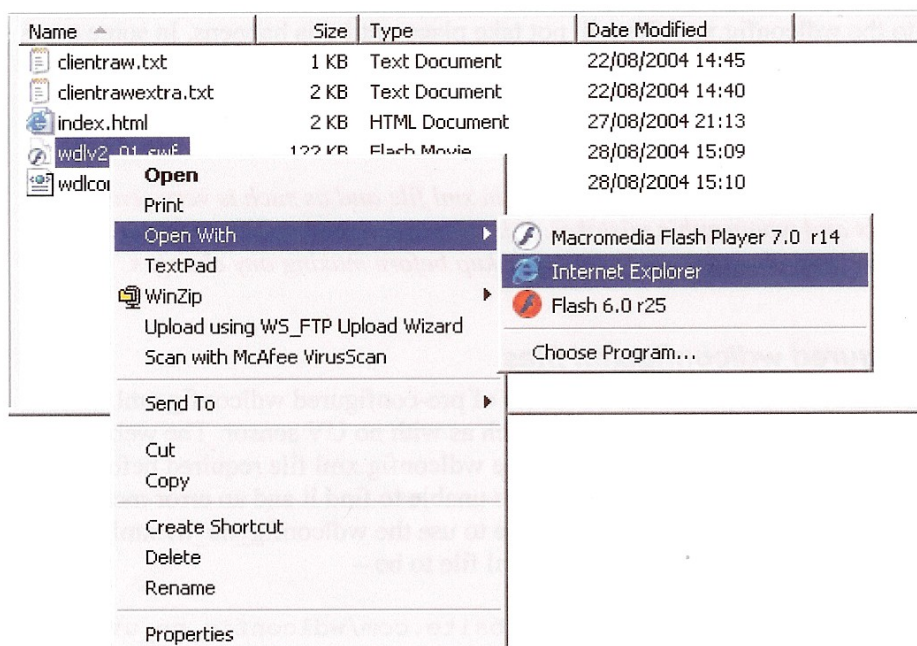 Name Size Type Date Modified
clientraw.txt 1 KB Text Document 22/08/2004 14:45
clientrawextra.txt 2 KB Text Document 22/08/2004 14:40
index.html 2 KB HTML Document 27/08/2004 21:13
wdlv2_01.swf 122 KB Flash Movie 28/08/2004 15:09
28/08/2004 15:10
Open
Print
Open With
Macromedia Flash Player 7.0 r14
TextPad
Internet Explorer
WinZip
Flash 6.0 r25
Upload using WS_FTP Upload Wizard
Scan with McAfee VirusScan
Choose Program...
Send To
Cut
Copy
Create Shortcut
Delete
Rename
Properties